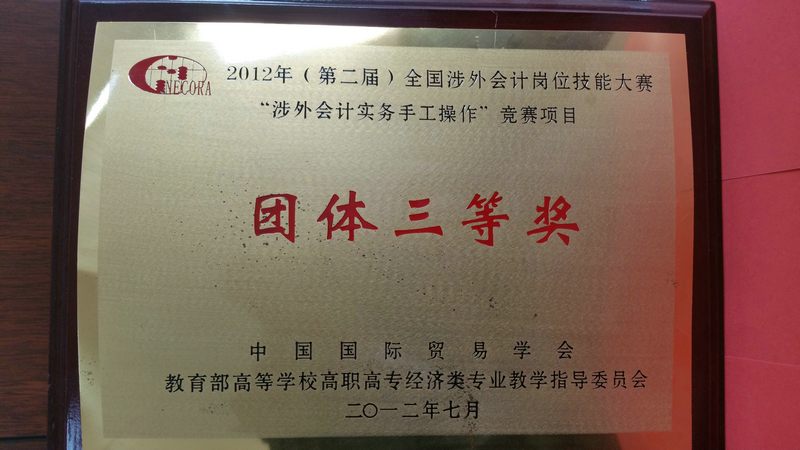 NECORA
2012年（第二届）全国涉外会计岗位技能大赛
“涉外会计实务手工操作”竞赛项目
团体三等奖
中国国际贸易学会
教育部高等学校高职高专经济类专业教学指导委员会
二〇一二年七月